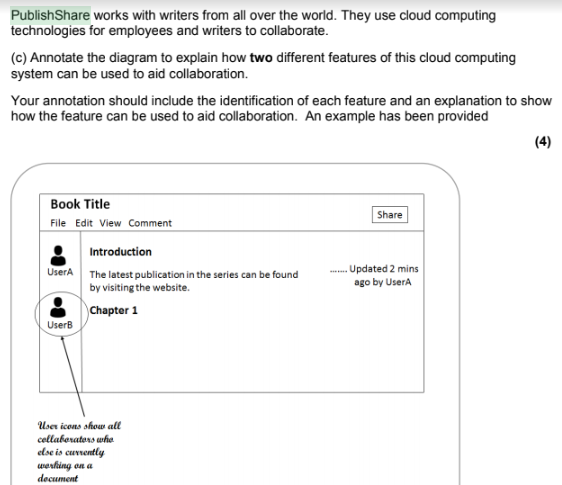 PublishShare works with writers from all over the world. They use cloud computing
technologies for employees and writers to collaborate.
(c) Annotate the diagram to explain how two different features of this cloud computing
system can be used to aid collaboration.
Your annotation should include the identification of each feature and an explanation to show
how the feature can be used to aid collaboration. An example has been provided
(4)
Book Title
File Edit View Comment
Share
UserA
Introduction
The latest publication in the series can be found
by visiting the website.
....... Updated 2 mins
ago by UserA
UserB
Chapter 1
User icons show all
collaborators who
else is currently
working on a
document